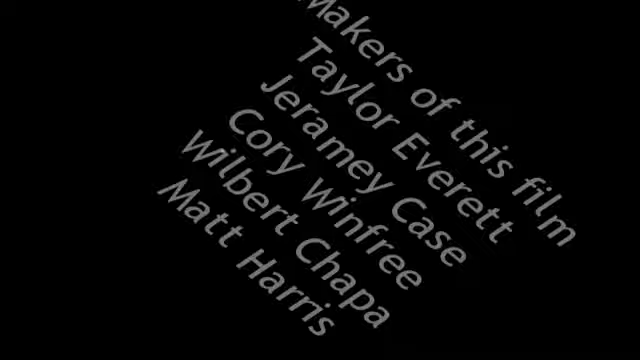 Makers of this film
Taylor Everett
Jeramey Case
Cory Winfree
Wilbert Chapa
Matt Harris